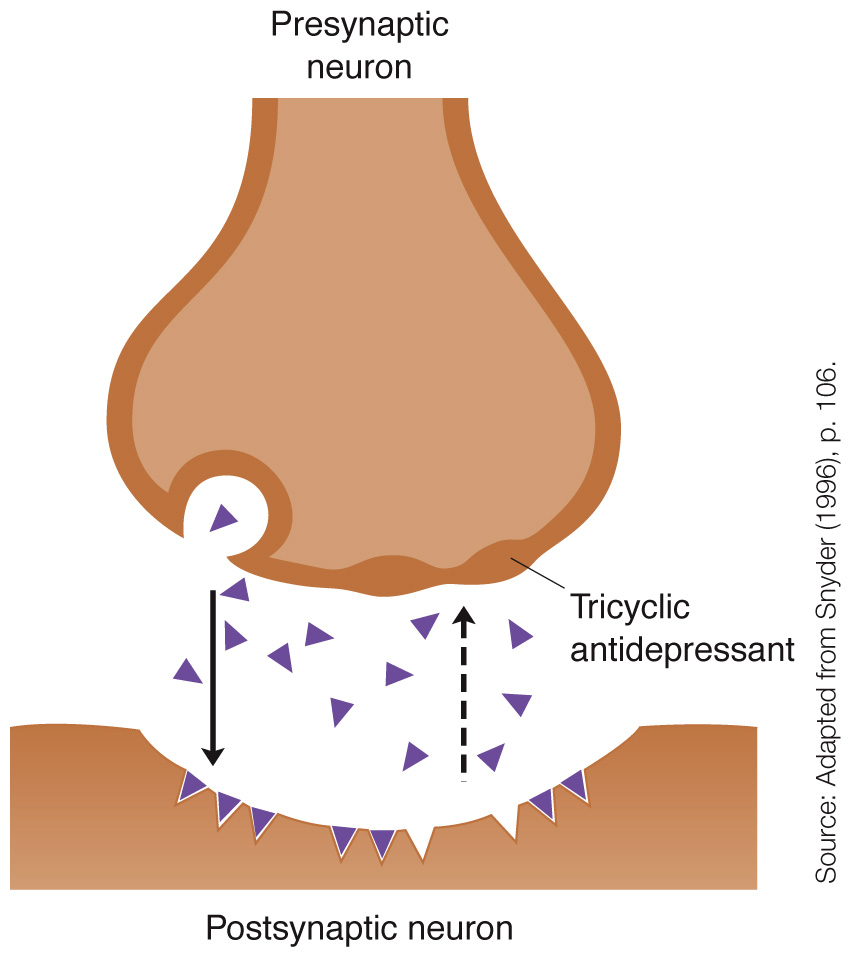 Presynaptic
neuron
Tricyclic
antidepressant
Postsynaptic neuron
Source: Adapted from Snyder (1996), p. 106.